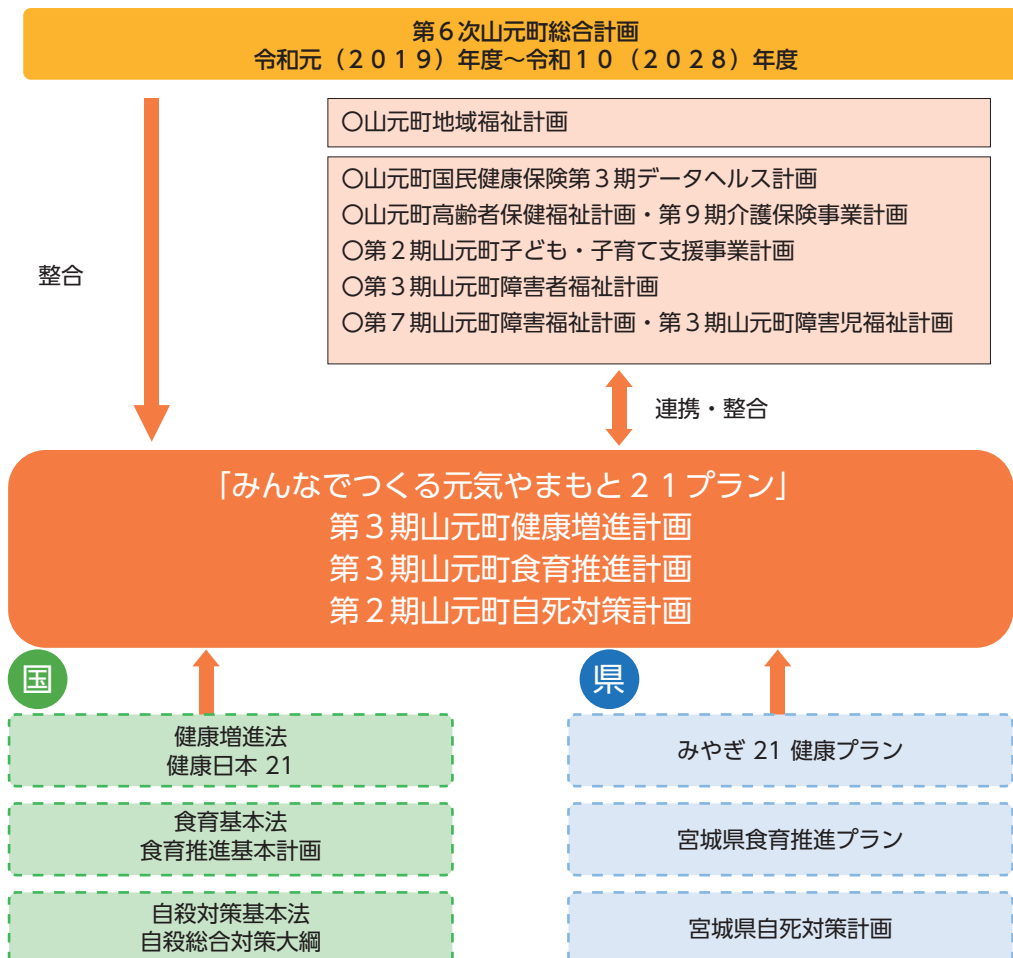 第６次山元町総合計画
令和元（２０１９）年度～令和１０（２０２８）年度
〇山元町地域福祉計画
〇山元町国民健康保険第３期データヘルス計画
〇山元町高齢者保健福祉計画・第９期介護保険事業計画
〇第２期山元町子ども・子育て支援事業計画
〇第３期山元町障害者福祉計画
〇第７期山元町障害福祉計画・第３期山元町障害児福祉計画
整合
連携・整合
「みんなでつくる元気やまもと２１プラン」
第３期山元町健康増進計画
第３期山元町食育推進計画
第２期山元町自死対策計画
国
健康増進法
健康日本 21
食育基本法
食育推進基本計画
自殺対策基本法
自殺総合対策大綱
県
みやぎ 21 健康プラン
宮城県食育推進プラン
宮城県自死対策計画